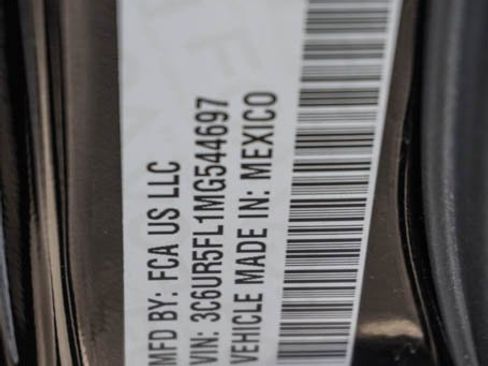 MFD BY: FCA US LLC
VIN: 3C6UR5FL1MG544697
VEHICLE MADE IN: MEXICO